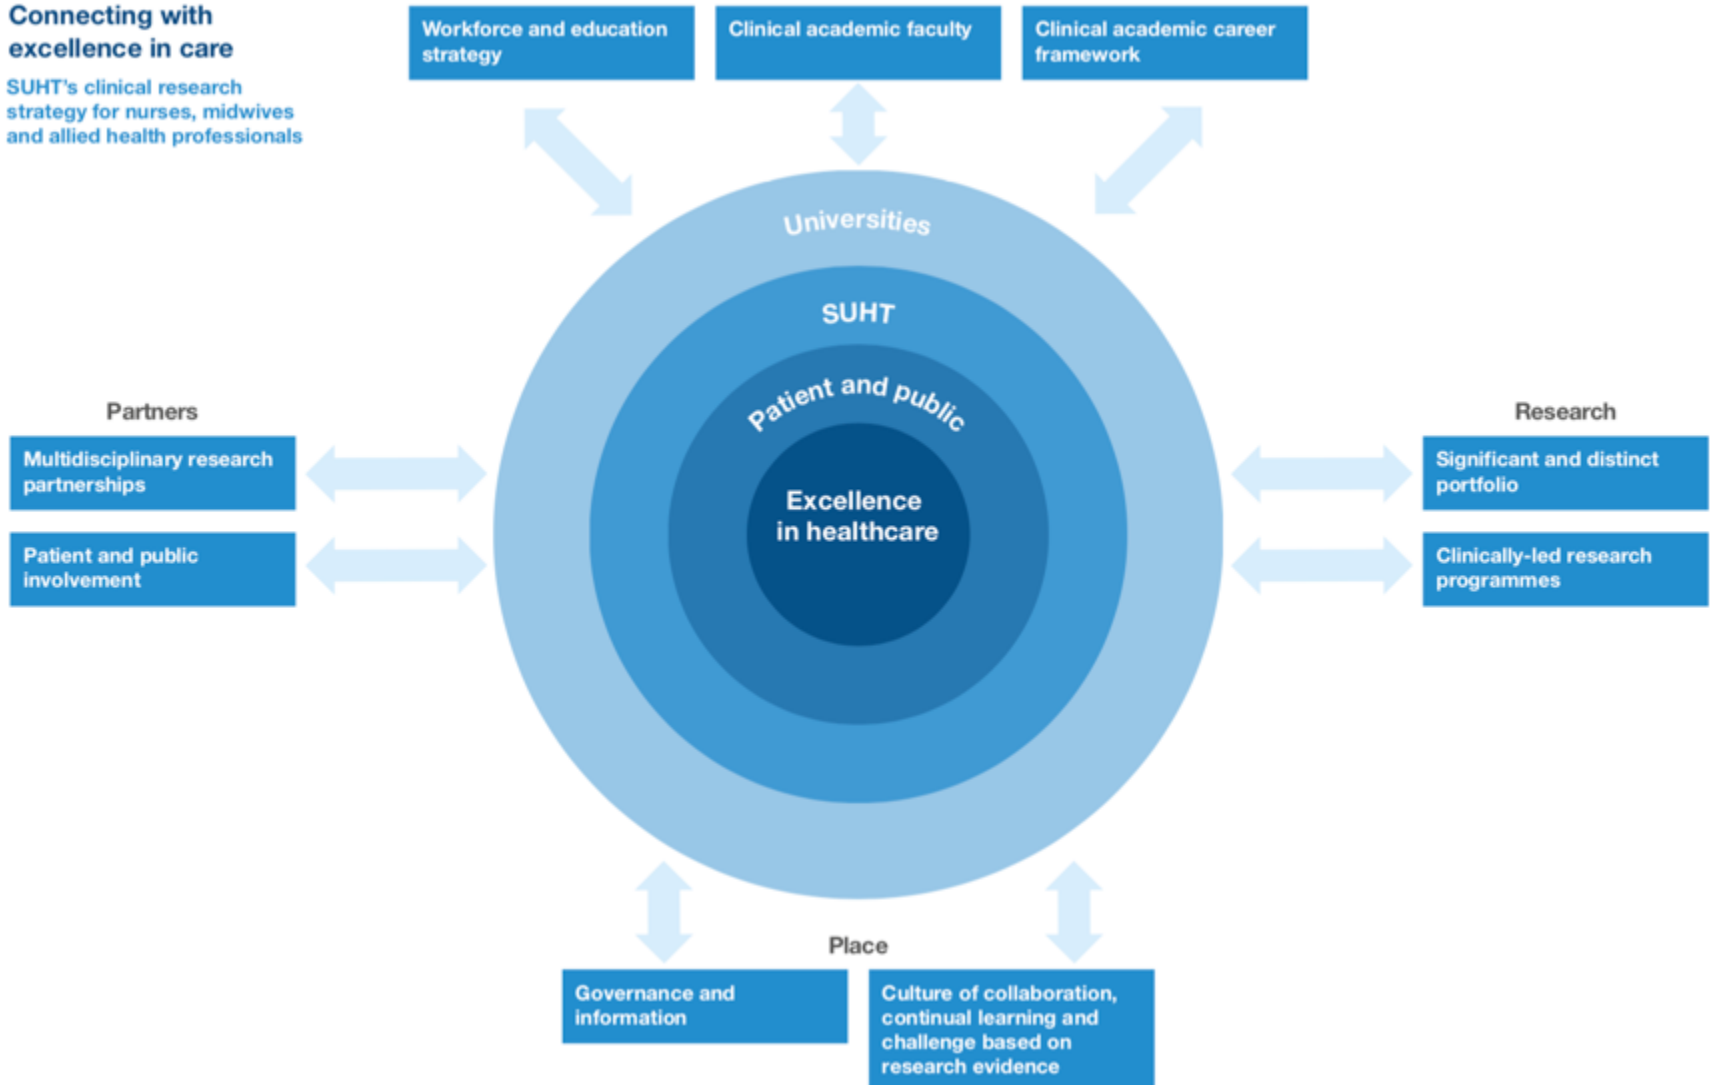 Connecting with
excellence in care
SUHT's clinical research
strategy for nurses, midwives
and allied health professionals
Workforce and education
strategy
Clinical academic faculty
Clinical academic career
framework
Universities
SUHT
Patient and public
Excellence
in healthcare
Partners
Multidisciplinary research
partnerships
Patient and public
involvement
Research
Significant and distinct
portfolio
Clinically-led research
programmes
Place
Governance and
information
Culture of collaboration,
continual learning and
challenge based on
research evidence